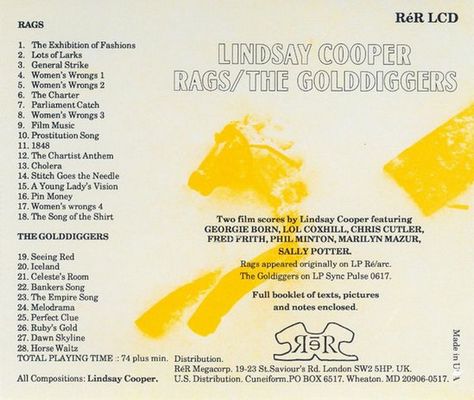 RAGS
1. The Exhibition of Fashions
2. Lots of Larks
3. General Strike
4. Women's Wrongs 1
5. Women's Wrongs 2
6. The Charter
7. Parliament Catch
8. Women's Wrongs 3
9. Film Music
10. Prostitution Song
11. 1848
12. The Chartist Anthem
13. Cholera
14. Stitch Goes the Needle
15. A Young Lady's Vision
16. Pin Money
17. Women's wrongs 4
18. The Song of the Shirt
THE GOLDDIGGERS
19. Seeing Red
20. Iceland
21. Celeste's Room
22. Bankers Song
23. The Empire Song
24. Melodrama
25. Perfect Clue
26. Ruby's Gold
27. Dawn Skyline
28. Horse Waltz
TOTAL PLAYING TIME : 74 plus min.
All Compositions: Lindsay Cooper.
RéR LCD
LINDSAY COOPER
RAGS/THE GOLDDIGGERS
Two film scores by Lindsay Cooper featuring
GEORGIE BORN, LOL COXHILL, CHRIS CUTLER,
FRED FRITH, PHIL MINTON, MARILYN MAZUR,
SALLY POTTER.
Rags appeared originally on LP Ré/arc.
The Goldiggers on LP Sync Pulse 0617.
Full booklet of texts, pictures
and notes enclosed.
ReR
Distribution.
RéR Megacorp. 19-23 St.Saviour's Rd. London SW2 5HP. UK.
U.S. Distribution. Cuneiform.PO BOX 6517. Wheaton. MD 20906-0517.
Made in U.S.A